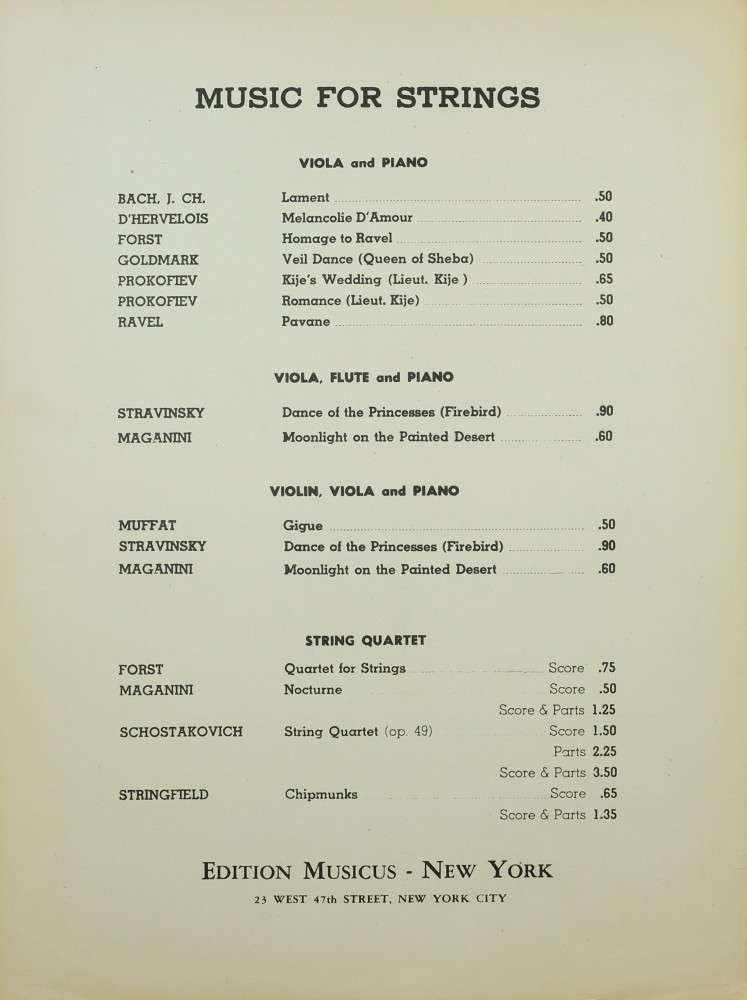 MUSIC FOR STRINGS
VIOLA and PIANO
BACH, J. CH. Lament .50
D'HERVELOIS Melancolie D'Amour .40
FORST Homage to Ravel .50
GOLDMARK Veil Dance (Queen of Sheba) .50
PROKOFIEV Kije's Wedding (Lieut. Kije ) .65
PROKOFIEV Romance (Lieut. Kije) .50
RAVEL Pavane .80
VIOLA, FLUTE and PIANO
STRAVINSKY Dance of the Princesses (Firebird) .90
MAGANINI Moonlight on the Painted Desert .60
VIOLIN, VIOLA and PIANO
MUFFAT Gigue .50
STRAVINSKY Dance of the Princesses (Firebird) .90
MAGANINI Moonlight on the Painted Desert .60
STRING QUARTET
FORST Quartet for Strings Score .75
MAGANINI Nocturne Score .50
Score & Parts 1.25
SCHOSTAKOVICH String Quartet (op. 49) Score 1.50
Parts 2.25
Score & Parts 3.50
STRINGFIELD Chipmunks Score .65
Score & Parts 1.35
EDITION MUSICUS - NEW YORK
23 WEST 47th STREET, NEW YORK CITY